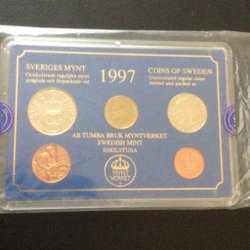 SVERIGES MYNT
Ocirkulerade reguljära mynt
präglade och förpackade vid
1997
COINS OF SWEDEN
Uncirculated regular coins
minted and packed at
AB TUMBA BRUK MYNTVERKET
SWEDISH MINT
ESKILSTUNA
MYNT
VERKET